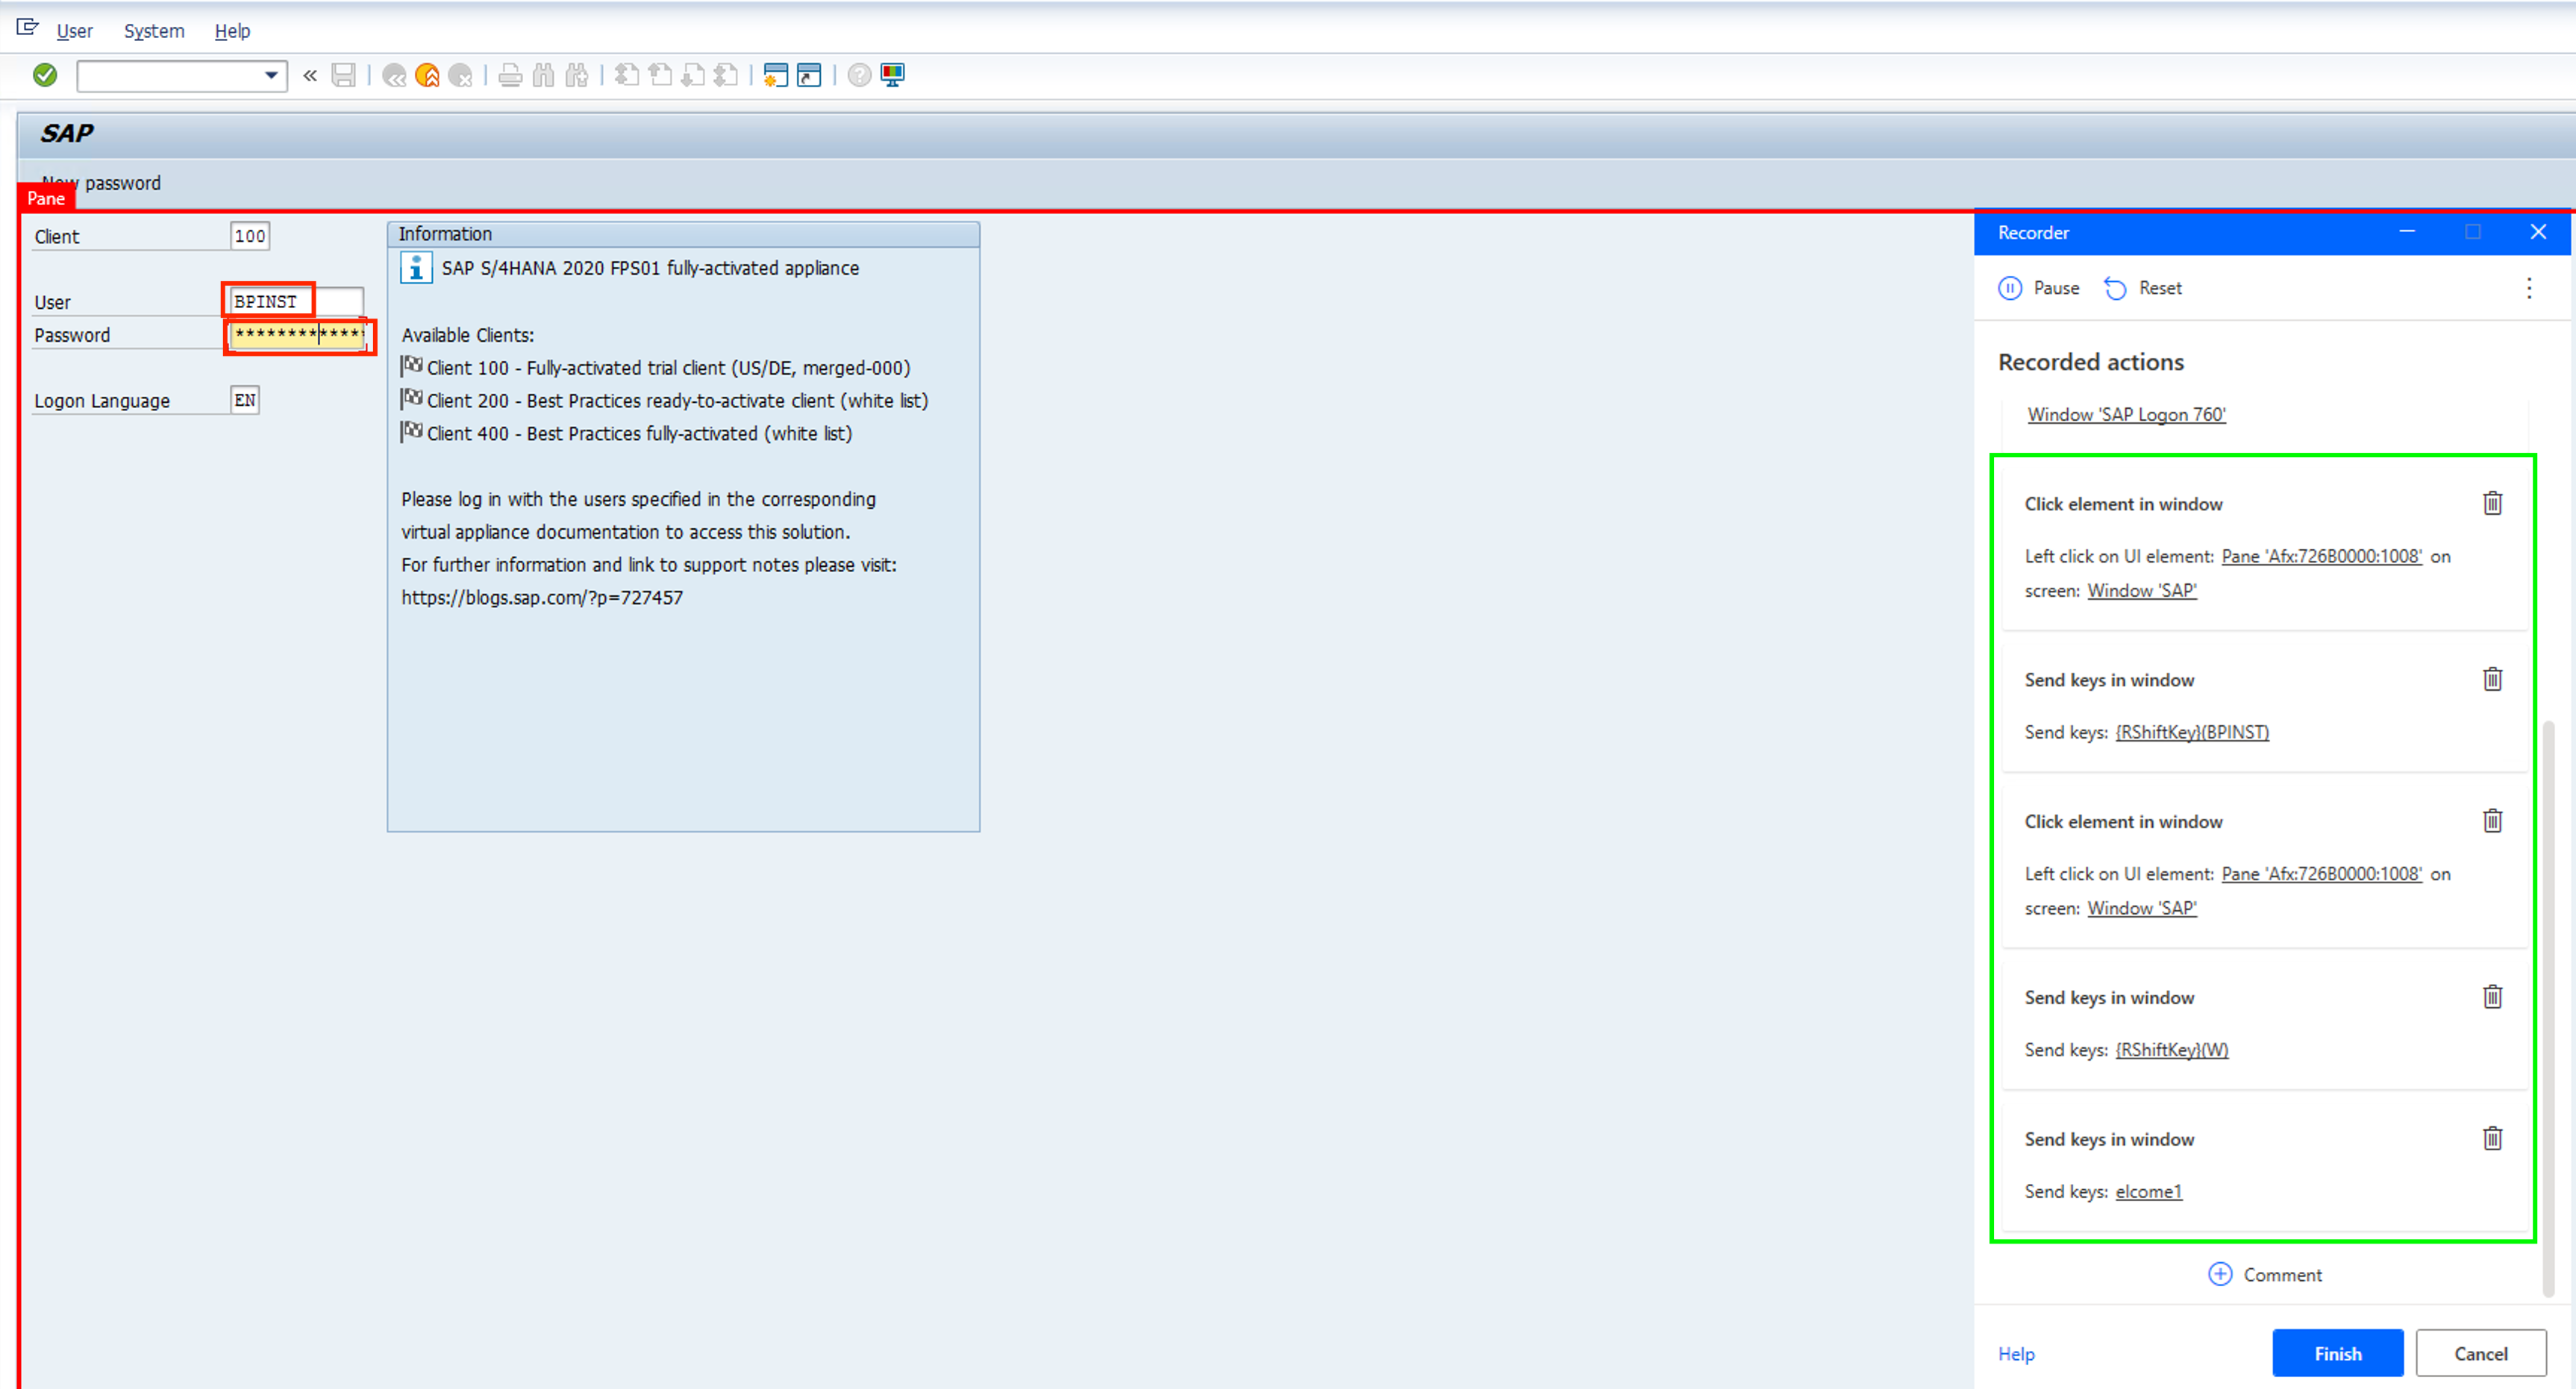 User System Help
SAP
New password
Pane
Client 100
User BPINST
Password *************
Logon Language EN
Information
SAP S/4HANA 2020 FPS01 fully-activated appliance
Available Clients:
Client 100 - Fully-activated trial client (US/DE, merged-000)
Client 200 - Best Practices ready-to-activate client (white list)
Client 400 - Best Practices fully-activated (white list)
Please log in with the users specified in the corresponding
virtual appliance documentation to access this solution.
For further information and link to support notes please visit:
https://blogs.sap.com/?p=727457
Recorder
Pause Reset
Recorded actions
Window 'SAP Logon 760'
Click element in window
Left click on UI element: Pane 'Afx:726B0000:1008' on
screen: Window 'SAP'
Send keys in window
Send keys: {RShiftKey}(BPINST)
Click element in window
Left click on UI element: Pane 'Afx:726B0000:1008' on
screen: Window 'SAP'
Send keys in window
Send keys: {RShiftKey}(W)
Send keys in window
Send keys: elcome1
Comment
Help Finish Cancel